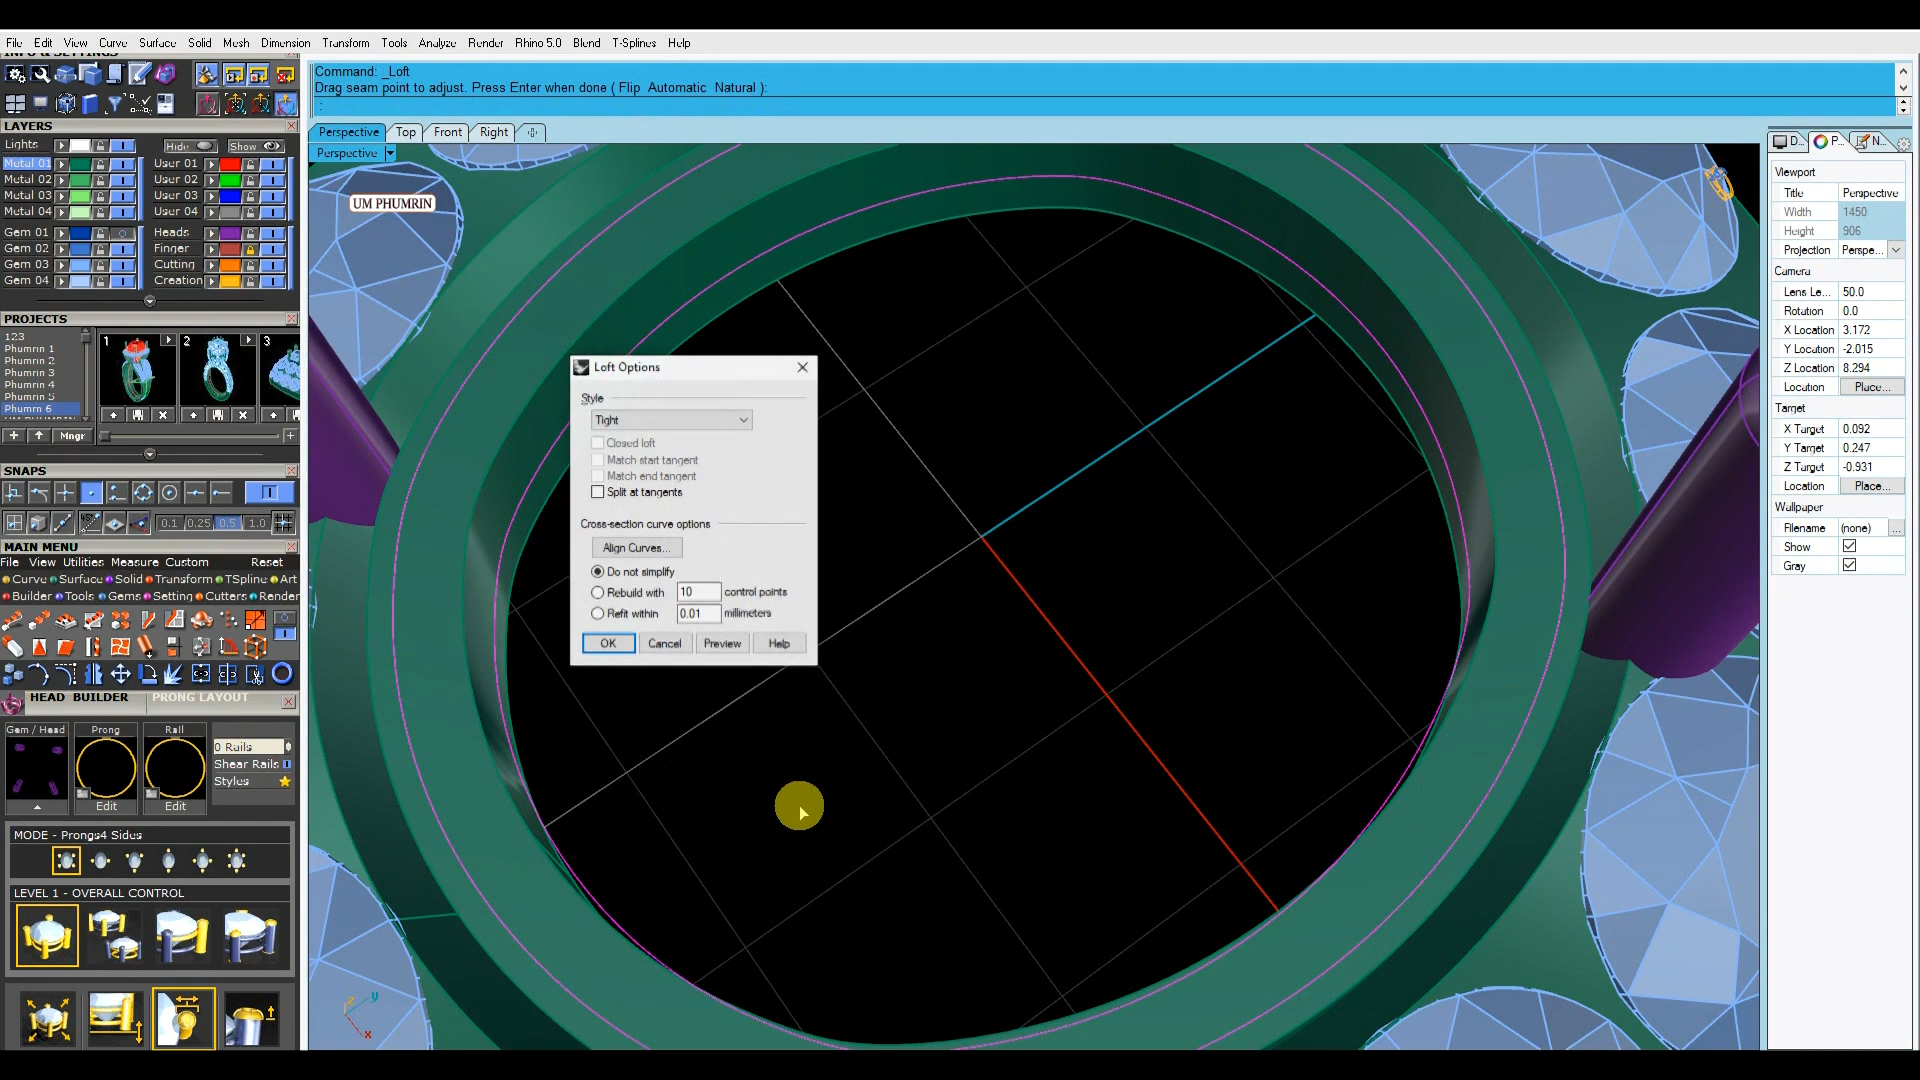 File Edit View Curve Surface Solid Mesh Dimension Transform Tools Analyze Render Rhino 5.0 Blend T-Splines Help
Command: _Loft
Drag seam point to adjust. Press Enter when done ( Flip Automatic Natural ):
:
Perspective Top Front Right
Perspective
UM PHUMRIN
LAYERS
Lights Hide Show
Metal 01 User 01
Metal 02 User 02
Metal 03 User 03
Metal 04 User 04
Gem 01 Heads
Gem 02 Finger
Gem 03 Cutting
Gem 04 Creation
PROJECTS
123
Phumrin 1
Phumrin 2
Phumrin 3
Phumrin 4
Phumrin 5
Phumrin 6
1 2 3
Mngr
SNAPS
0.1 0.25 0.5 1.0
MAIN MENU
File View Utilities Measure Custom Reset
Curve Surface Solid Transform TSpline Art
Builder Tools Gems Setting Cutters Render
HEAD BUILDER PRONG LAYOUT
Gem / Head Prong Rail
0 Rails
Shear Rails
Styles
Edit Edit
MODE - Prongs4 Sides
LEVEL 1 - OVERALL CONTROL
Loft Options
Style
Tight
Closed loft
Match start tangent
Match end tangent
Split at tangents
Cross-section curve options
Align Curves...
Do not simplify
Rebuild with 10 control points
Refit within 0.01 millimeters
OK Cancel Preview Help
z y x
D... P... N...
Viewport
Title Perspective
Width 1450
Height 906
Projection Perspe...
Camera
Lens Le... 50.0
Rotation 0.0
X Location 3.172
Y Location -2.015
Z Location 8.294
Location Place...
Target
X Target 0.092
Y Target 0.247
Z Target -0.931
Location Place...
Wallpaper
Filename (none) ...
Show
Gray